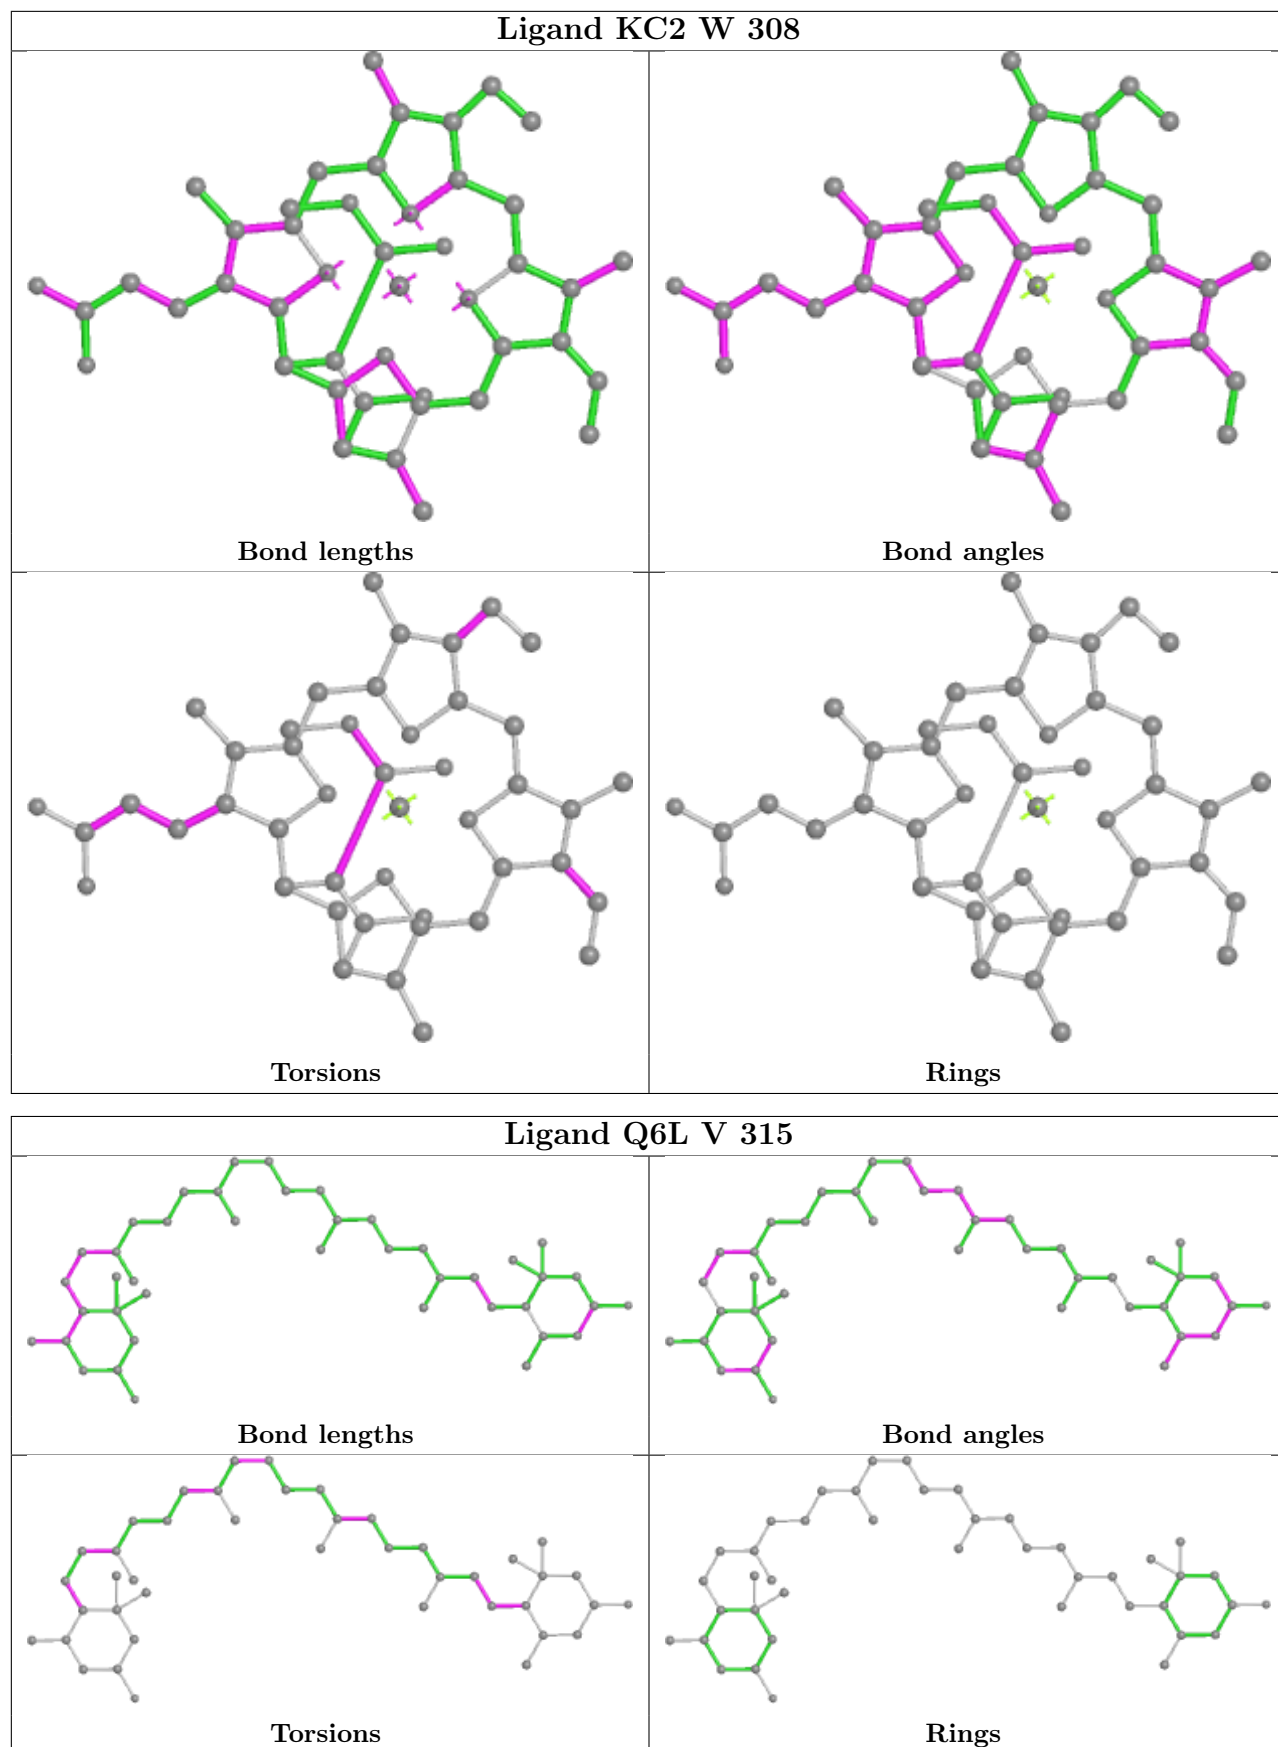 Ligand KC2 W 308
Bond lengths
Bond angles
Torsions
Rings
Ligand Q6L V 315
Bond lengths
Bond angles
Torsions
Rings